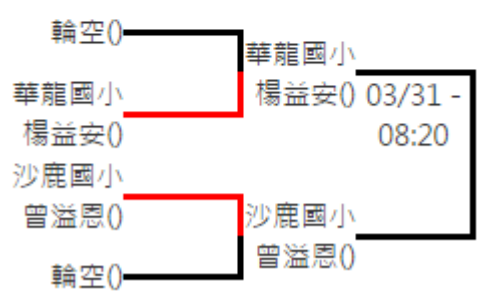 輪空()
華龍國小
楊益安()
沙鹿國小
曾溢恩()
輪空()
華龍國小
楊益安()
沙鹿國小
曾溢恩()
03/31 -
08:20